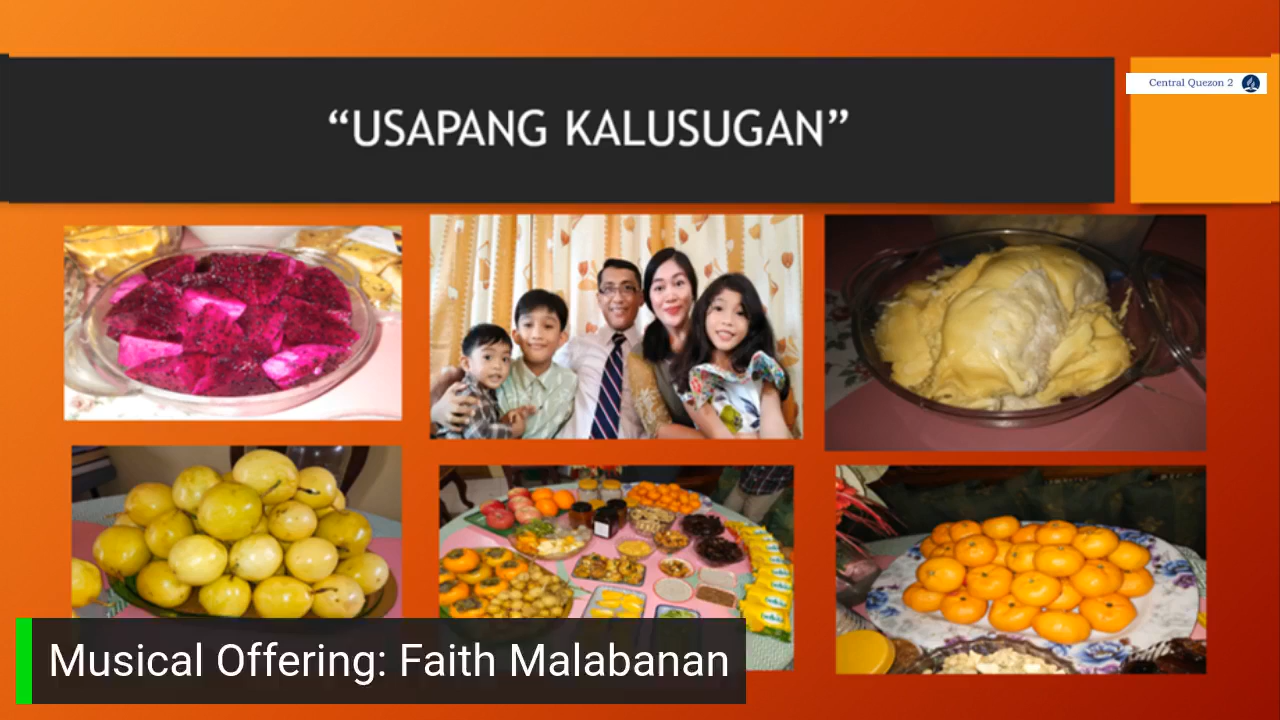 “USAPANG KALUSUGAN”
Central Quezon 2
Musical Offering: Faith Malabanan